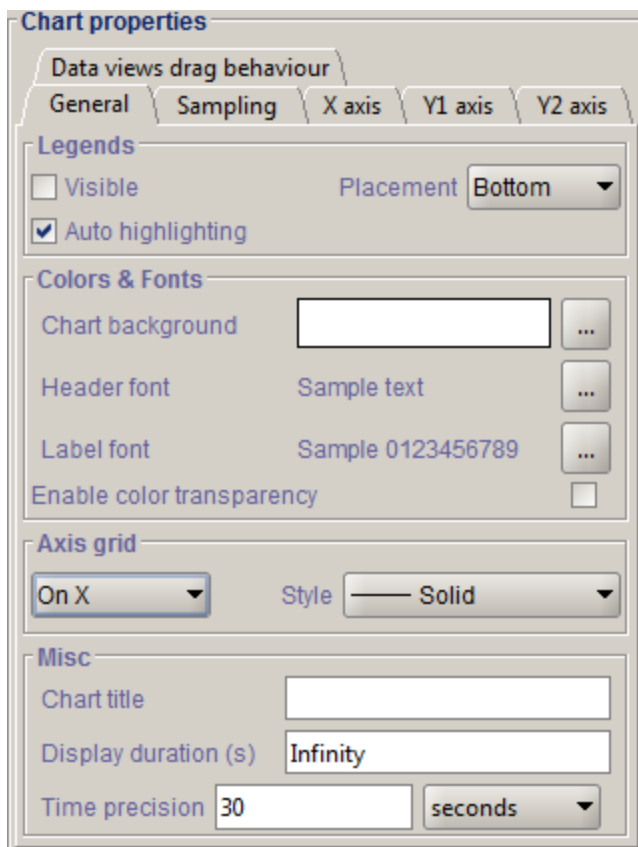 Chart properties
Data views drag behaviour
General Sampling X axis Y1 axis Y2 axis
Legends
Visible Placement Bottom
Auto highlighting
Colors & Fonts
Chart background ...
Header font Sample text ...
Label font Sample 0123456789 ...
Enable color transparency
Axis grid
On X Style Solid
Misc
Chart title
Display duration (s) Infinity
Time precision 30 seconds